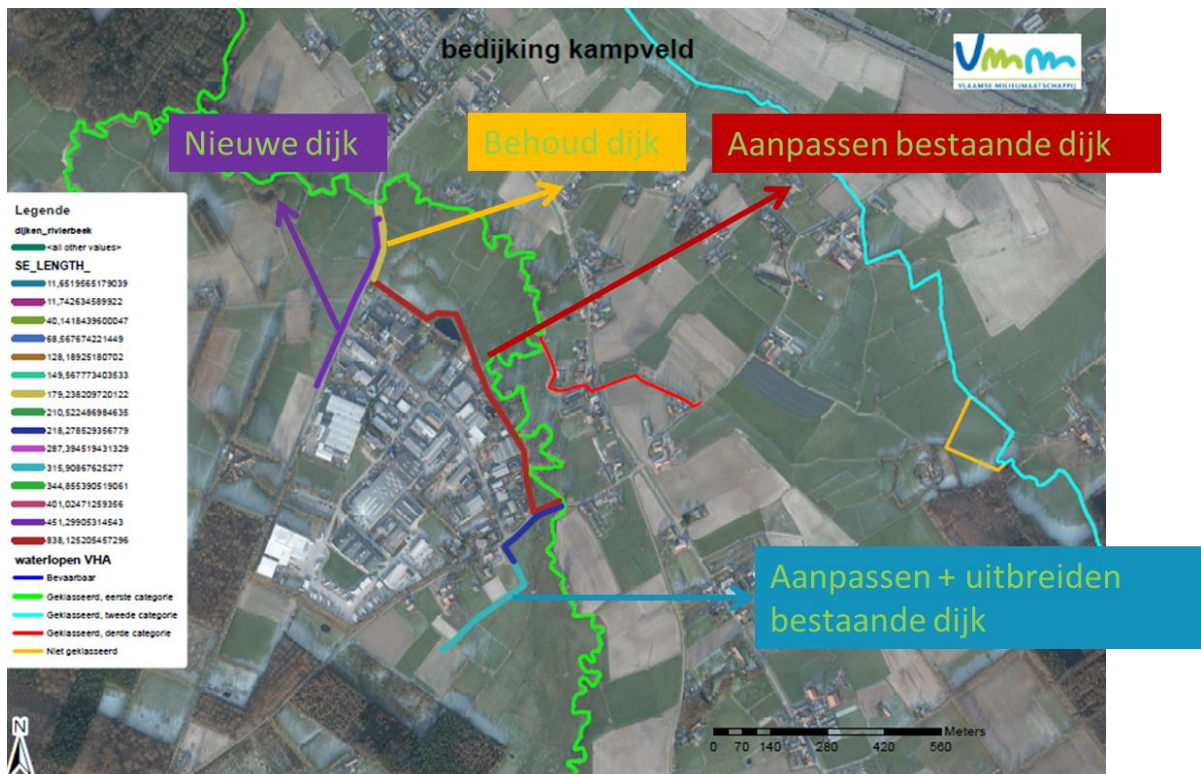 bedijking kampveld
Vmm
VLAAMSE MILIEUMAATSCHAPPIJ
Nieuwe dijk
Behoud dijk
Aanpassen bestaande dijk
Legende
dijken_rivierbeek
<all other values>
SE_LENGTH_
11,6519565179039
11,742634589922
40,1418439600047
68,567674221449
128,18925180702
149,567773403533
179,238209720122
210,522486984635
218,278529356779
287,394519431329
315,90867625277
344,855390519061
401,02471259356
451,29905314543
838,125205457296
waterlopen VHA
Bevaarbaar
Geklasseerd, eerste categorie
Geklasseerd, tweede categorie
Geklasseerd, derde categorie
Niet geklasseerd
Aanpassen + uitbreiden
bestaande dijk
N
Meters
0 70 140 280 420 560